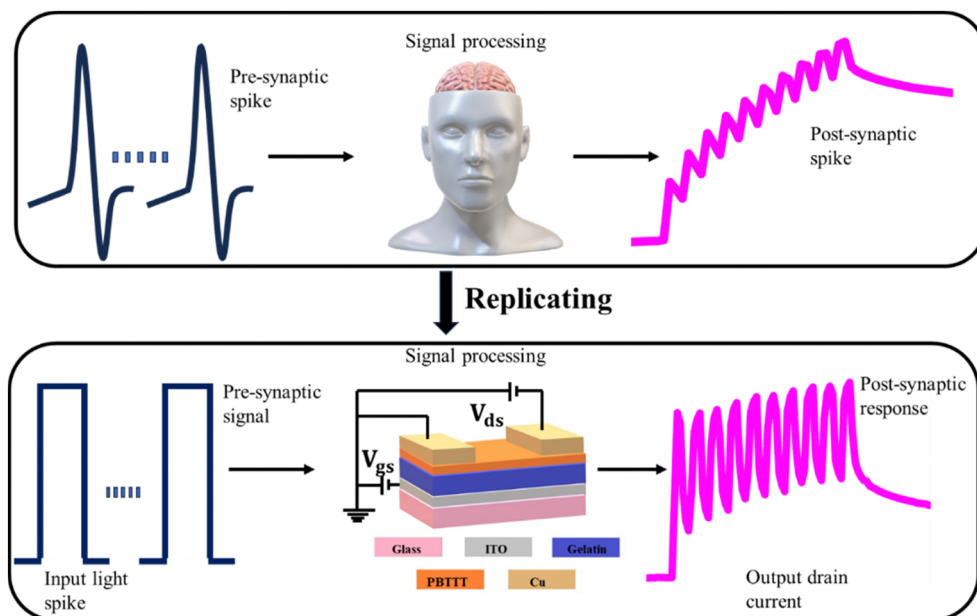 Signal processing
Pre-synaptic
spike
Post-synaptic
spike
Replicating
Signal processing
Pre-synaptic
signal
Vds
Vgs
Post-synaptic
response
Glass
ITO
Gelatin
PBTTT
Cu
Input light
spike
Output drain
current